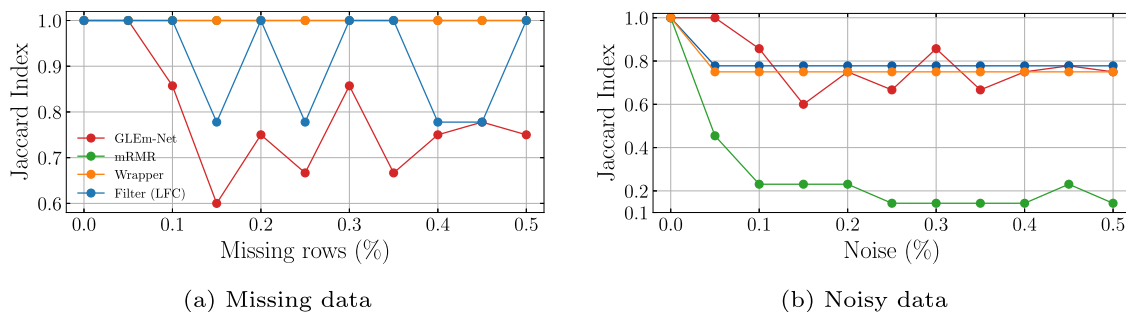 1.0
0.9
0.8
0.7
0.6
Jaccard Index
GLEm-Net
mRMR
Wrapper
Filter (LFC)
0.0 0.1 0.2 0.3 0.4 0.5
Missing rows (%)
(a) Missing data
1.0
0.8
0.6
0.4
0.2
0.1
Jaccard Index
0.0 0.1 0.2 0.3 0.4 0.5
Noise (%)
(b) Noisy data